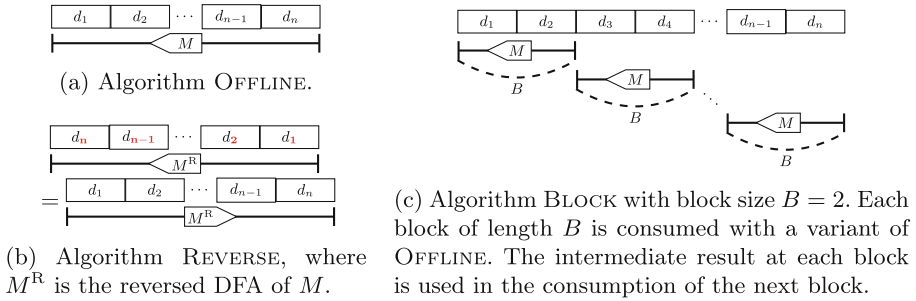 d₁ d₂ ⋯ dₙ₋₁ dₙ
M
(a) Algorithm OFFLINE.
dₙ dₙ₋₁ ⋯ d₂ d₁
Mᴿ
= d₁ d₂ ⋯ dₙ₋₁ dₙ
Mᴿ
(b) Algorithm REVERSE, where
Mᴿ is the reversed DFA of M.
d₁ d₂ d₃ d₄ ⋯ dₙ₋₁ dₙ
M
B
M
B
⋱
M
B
(c) Algorithm BLOCK with block size B = 2. Each
block of length B is consumed with a variant of
OFFLINE. The intermediate result at each block
is used in the consumption of the next block.